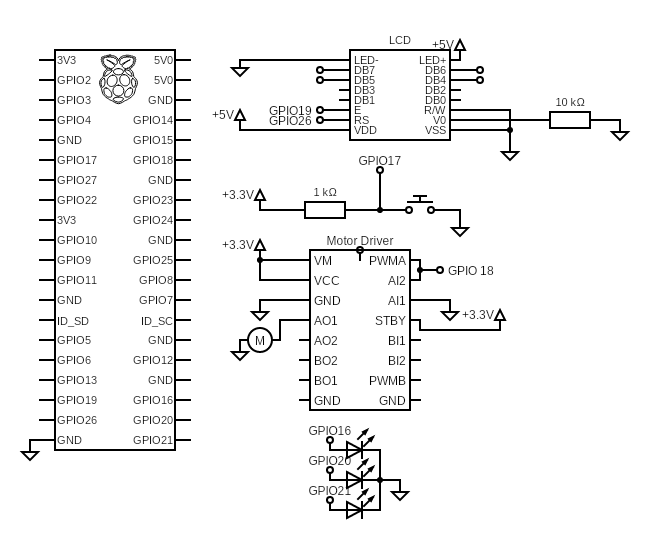 3V3 5V0
GPIO2 5V0
GPIO3 GND
GPIO4 GPIO14
GND GPIO15
GPIO17 GPIO18
GPIO27 GND
GPIO22 GPIO23
3V3 GPIO24
GPIO10 GND
GPIO9 GPIO25
GPIO11 GPIO8
GND GPIO7
ID_SD ID_SC
GPIO5 GND
GPIO6 GPIO12
GPIO13 GND
GPIO19 GPIO16
GPIO26 GPIO20
GND GPIO21
LCD
+5V
LED- LED+
DB7 DB6
DB5 DB4
DB3 DB2
DB1 DB0
GPIO19 E R/W
GPIO26 RS V0
+5V VDD VSS
10 kΩ
GPIO17
+3.3V 1 kΩ
Motor Driver
+3.3V
VM PWMA
VCC AI2
GPIO 18
GND AI1
AO1 STBY
+3.3V
M
AO2 BI1
BO2 BI2
BO1 PWMB
GND GND
GPIO16
GPIO20
GPIO21